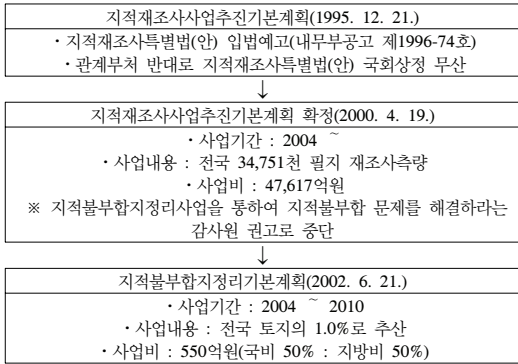 지적재조사사업추진기본계획(1995. 12. 21.)
・지적재조사특별법(안) 입법예고(내무부공고 제1996-74호)
・관계부처 반대로 지적재조사특별법(안) 국회상정 무산
↓
지적재조사사업추진기본계획 확정(2000. 4. 19.)
・사업기간 : 2004 ~
・사업내용 : 전국 34,751천 필지 재조사측량
・사업비 : 47,617억원
※ 지적불부합지정리사업을 통하여 지적불부합 문제를 해결하라는
감사원 권고로 중단
↓
지적불부합지정리기본계획(2002. 6. 21.)
・사업기간 : 2004 ~ 2010
・사업내용 : 전국 토지의 1.0%로 추산
・사업비 : 550억원(국비 50% : 지방비 50%)